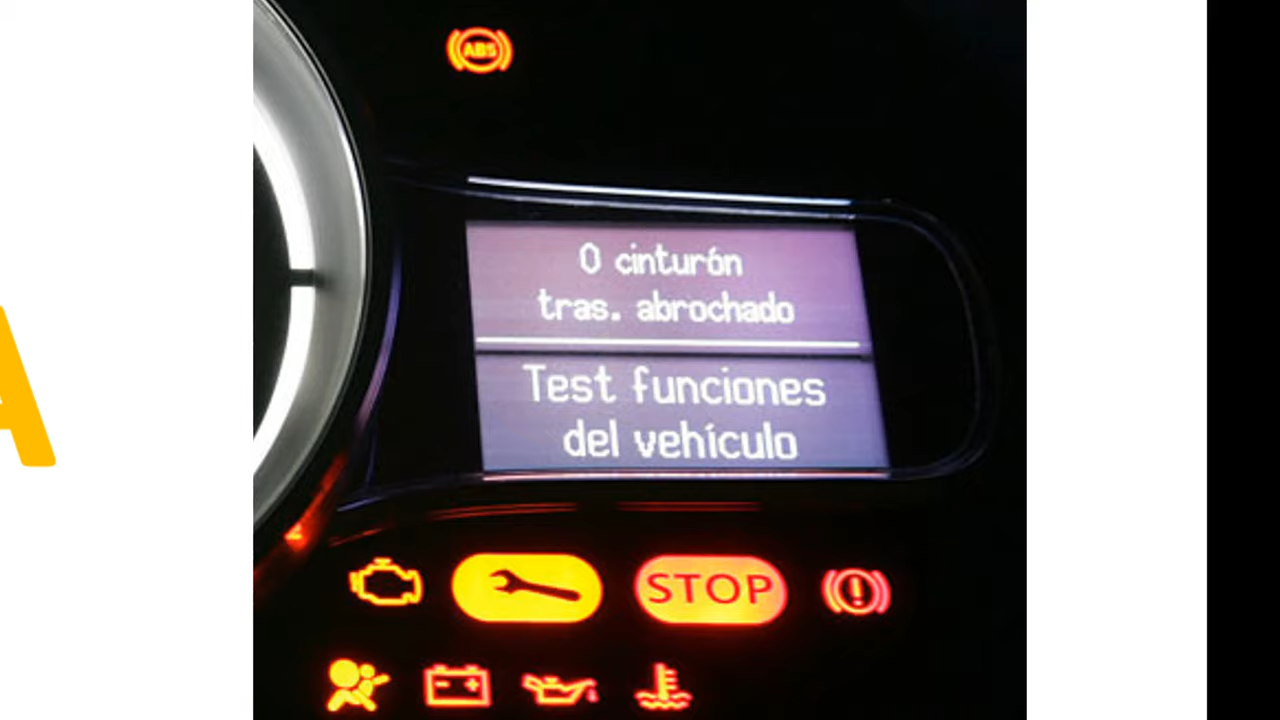 A
ABS
0 cinturón
tras. abrochado
Test funciones
del vehículo
STOP